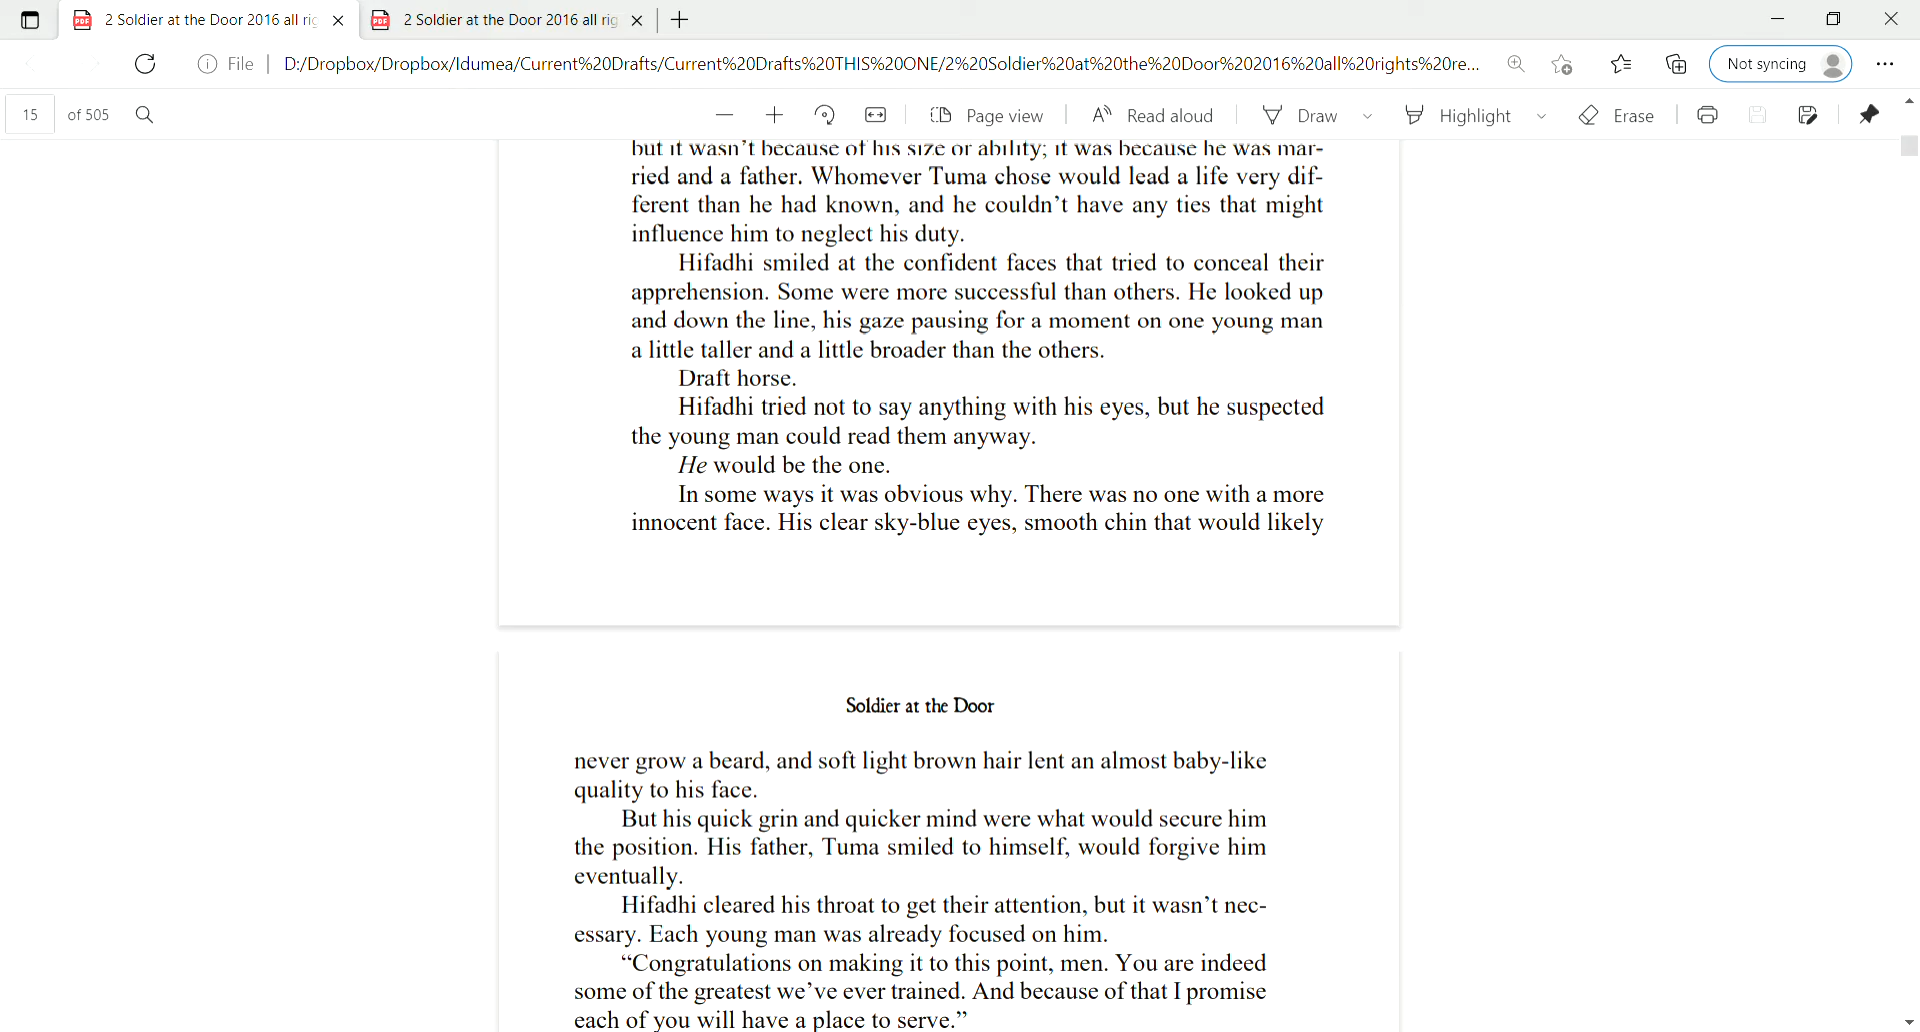 2 Soldier at the Door 2016 all rig
2 Soldier at the Door 2016 all rig
File
D:/Dropbox/Dropbox/Idumea/Current%20Drafts/Current%20Drafts%20THIS%20ONE/2%20Soldier%20at%20the%20Door%202016%20all%20rights%20re...
Not syncing
15 of 505
Page view
Read aloud
Draw
Highlight
Erase
but it wasn’t because of his size or ability; it was because he was mar-
ried and a father. Whomever Tuma chose would lead a life very dif-
ferent than he had known, and he couldn’t have any ties that might
influence him to neglect his duty.
Hifadhi smiled at the confident faces that tried to conceal their
apprehension. Some were more successful than others. He looked up
and down the line, his gaze pausing for a moment on one young man
a little taller and a little broader than the others.
Draft horse.
Hifadhi tried not to say anything with his eyes, but he suspected
the young man could read them anyway.
He would be the one.
In some ways it was obvious why. There was no one with a more
innocent face. His clear sky-blue eyes, smooth chin that would likely
Soldier at the Door
never grow a beard, and soft light brown hair lent an almost baby-like
quality to his face.
But his quick grin and quicker mind were what would secure him
the position. His father, Tuma smiled to himself, would forgive him
eventually.
Hifadhi cleared his throat to get their attention, but it wasn’t nec-
essary. Each young man was already focused on him.
“Congratulations on making it to this point, men. You are indeed
some of the greatest we’ve ever trained. And because of that I promise
each of you will have a place to serve.”